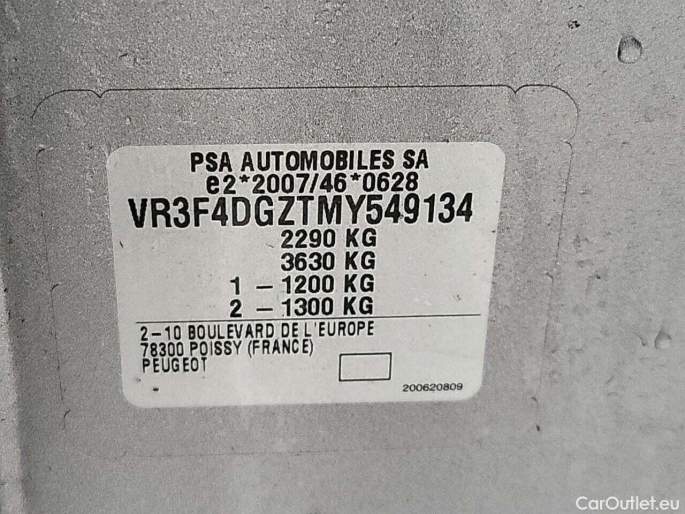 PSA AUTOMOBILES SA
e2*2007/46*0628
VR3F4DGZTMY549134
2290 KG
3630 KG
1 – 1200 KG
2 – 1300 KG
2–10 BOULEVARD DE L'EUROPE
78300 POISSY (FRANCE)
PEUGEOT
200620809
CarOutlet.eu